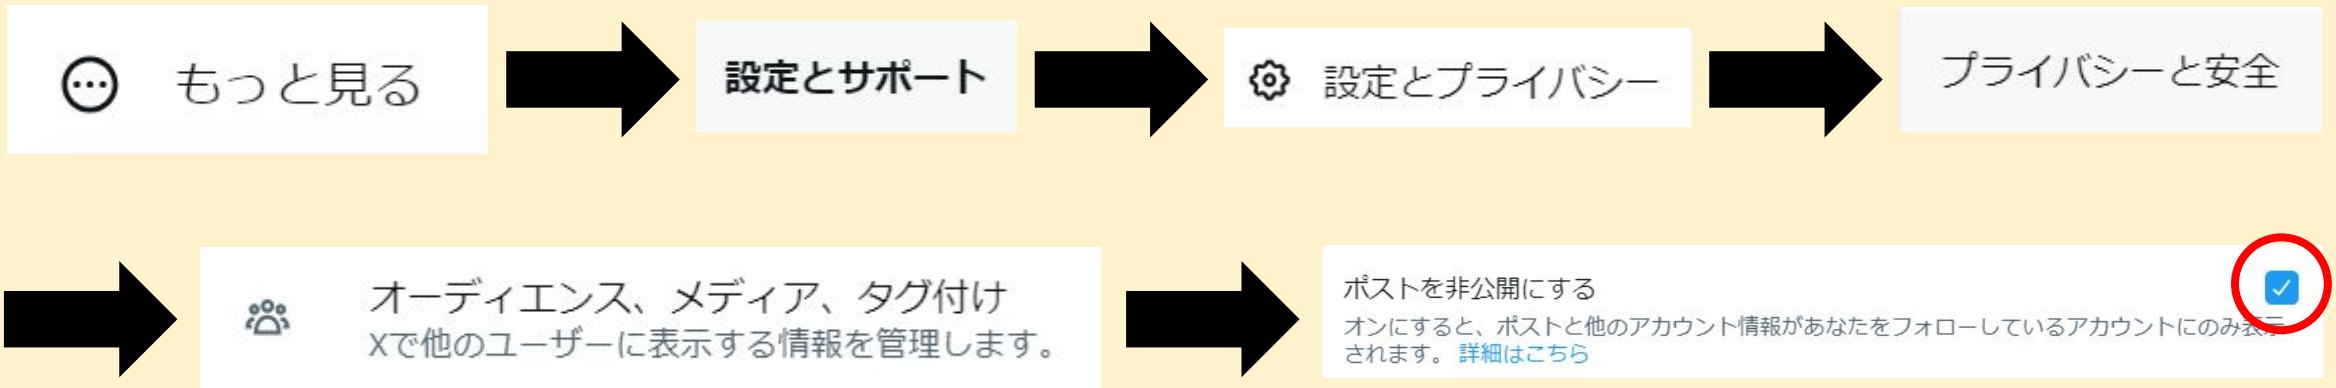 もっと見る
設定とサポート
設定とプライバシー
プライバシーと安全
オーディエンス、メディア、タグ付け
Xで他のユーザーに表示する情報を管理します。
ポストを非公開にする
オンにすると、ポストと他のアカウント情報があなたをフォローしているアカウントにのみ表示
されます。 詳細はこちら